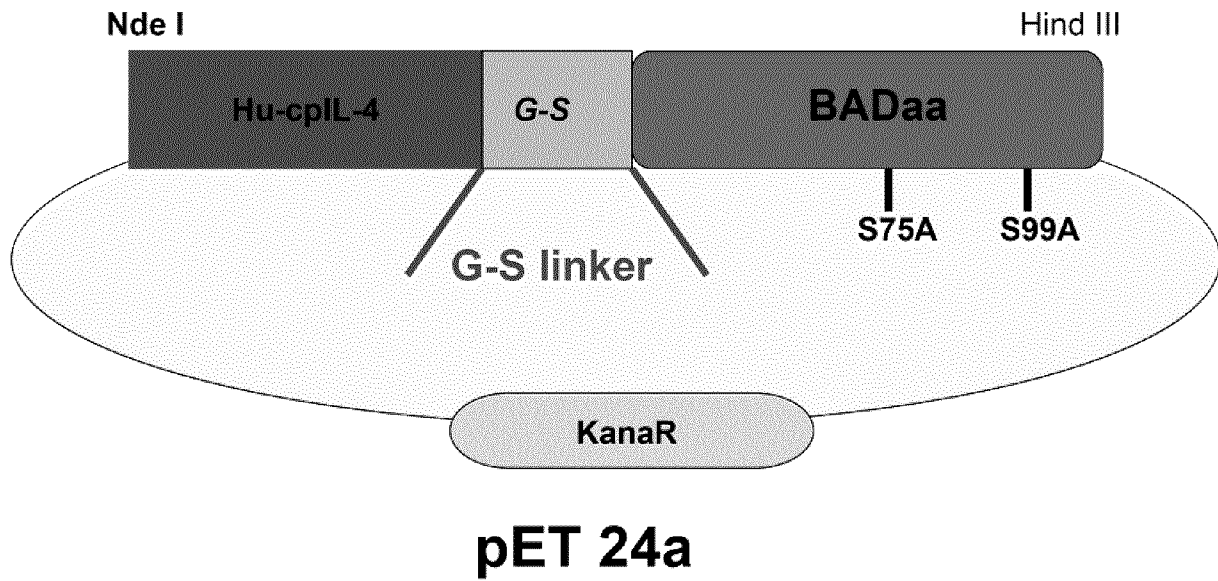 Nde I
Hind III
Hu-cpIL-4
G-S
BADaa
S75A
S99A
G-S linker
KanaR
pET 24a